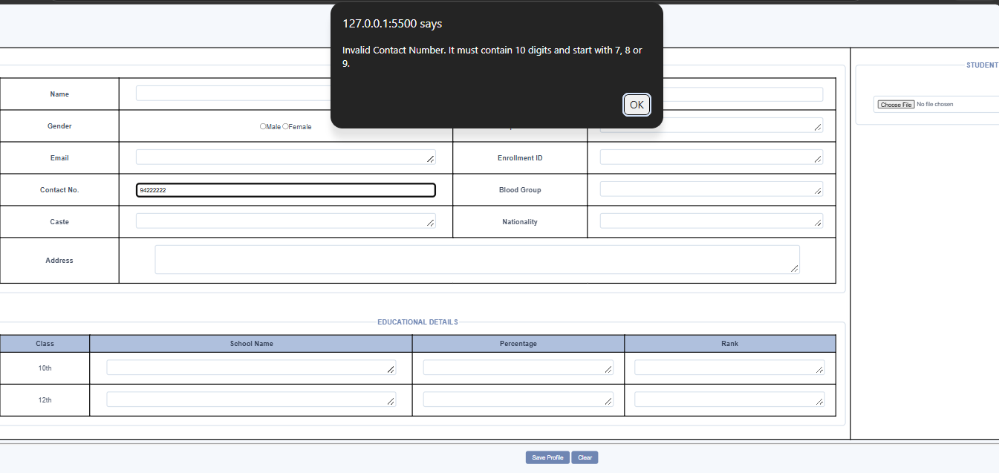 127.0.0.1:5500 says
Invalid Contact Number. It must contain 10 digits and start with 7, 8 or
9.
OK
STUDENT
Name
Choose File No file chosen
Gender Male Female
Email Enrollment ID
Contact No. 94222222 Blood Group
Caste Nationality
Address
EDUCATIONAL DETAILS
Class School Name Percentage Rank
10th
12th
Save Profile Clear